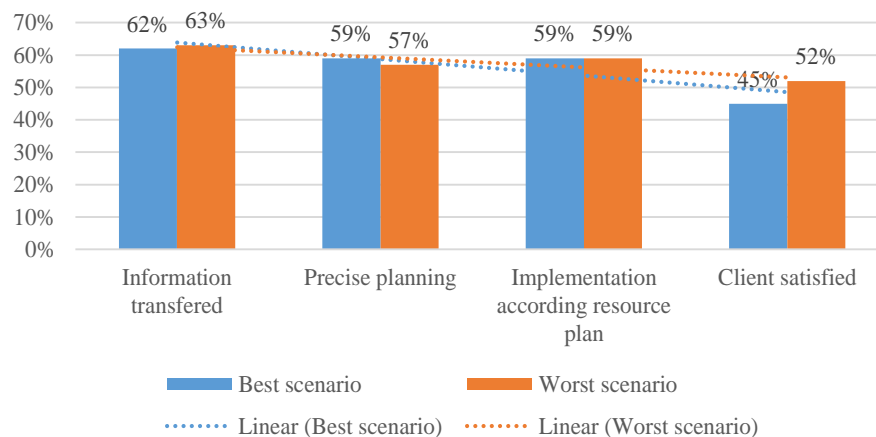 70%
60%
50%
40%
30%
20%
10%
0%
62%
63%
59%
57%
59%
59%
45%
52%
Information
transfered
Precise planning
Implementation
according resource
plan
Client satisfied
Best scenario
Worst scenario
Linear (Best scenario)
Linear (Worst scenario)